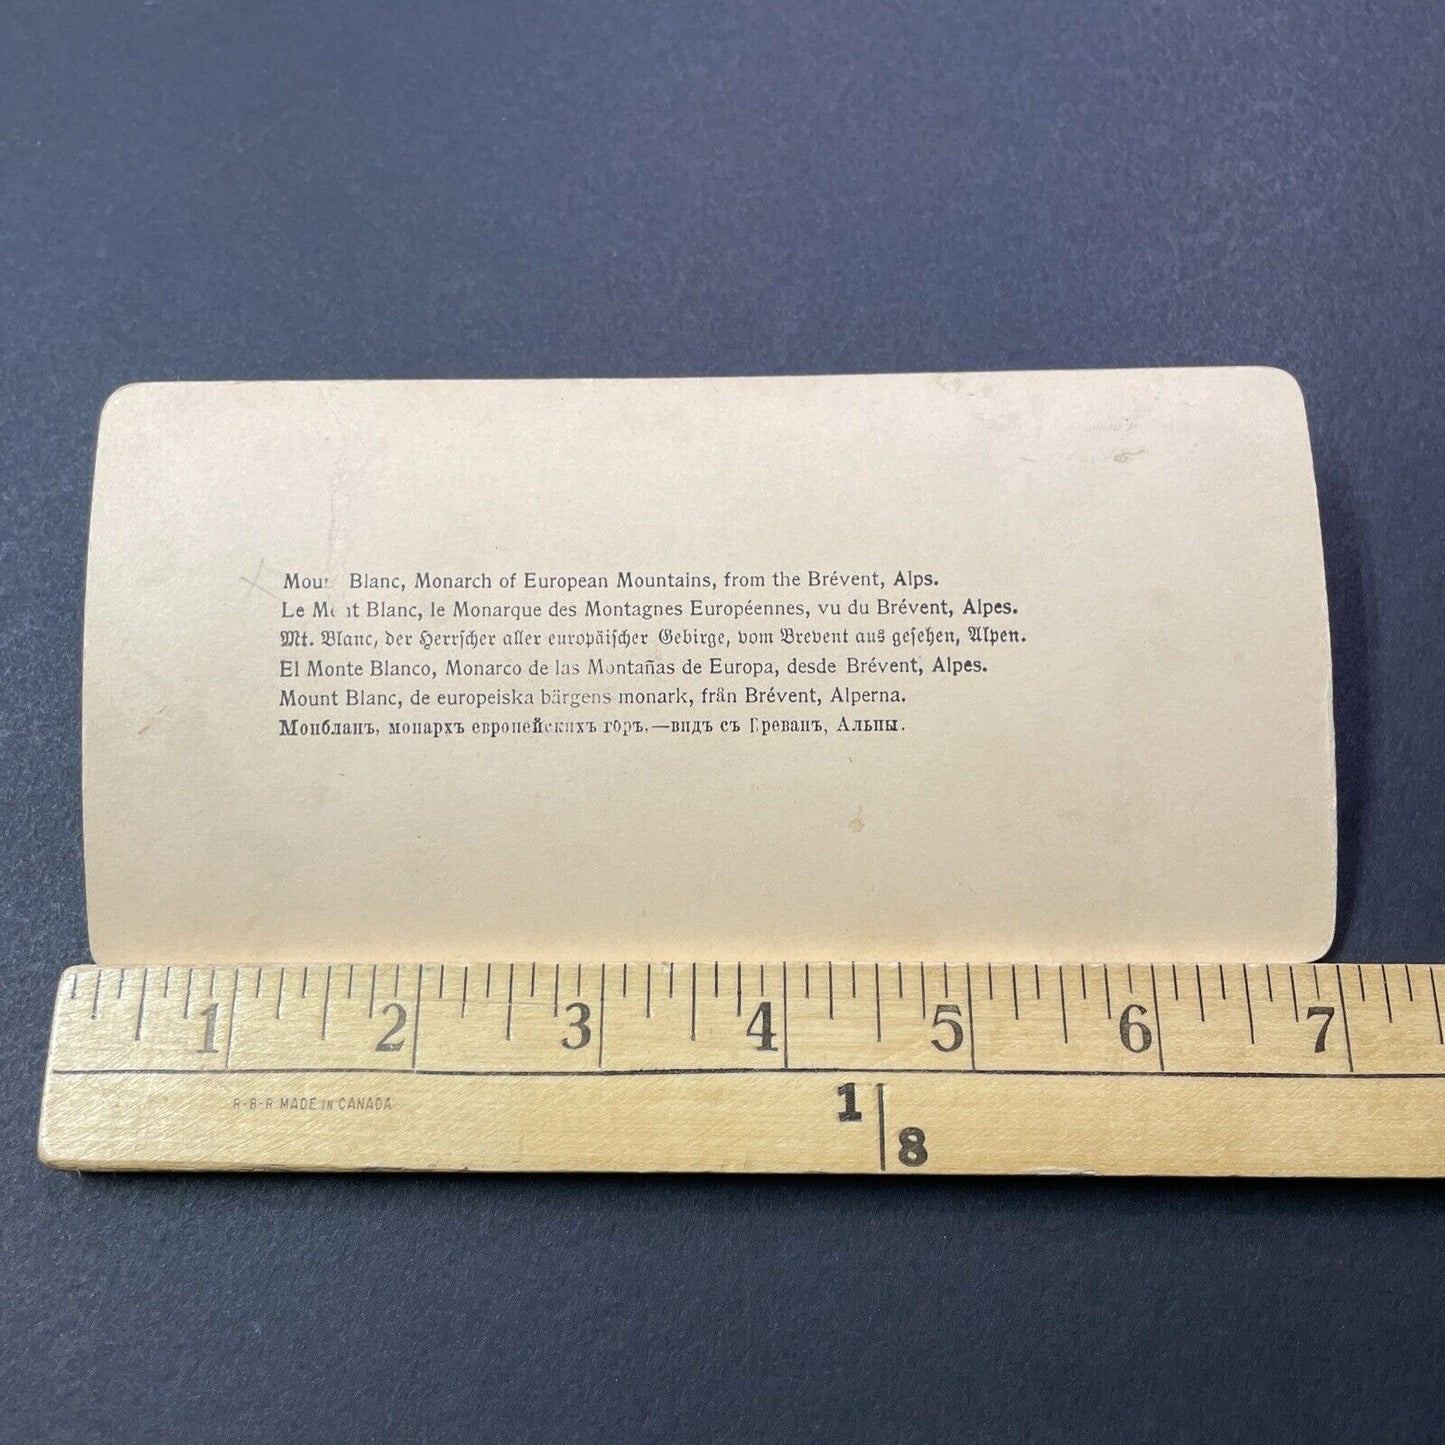 Mount Blanc, Monarch of European Mountains, from the Brévent, Alps.
Le Mont Blanc, le Monarque des Montagnes Européennes, vu du Brévent, Alpes.
Mt. Blanc, der Herrscher aller europäischer Gebirge, vom Brevent aus gesehen, Alpen.
El Monte Blanco, Monarco de las Montañas de Europa, desde Brévent, Alpes.
Mount Blanc, de europeiska bärgens monark, från Brévent, Alperna.
Монбланъ, монархъ европейскихъ горъ,—видъ съ Бреванъ, Альпы.
1 2 3 4 5 6 7
R-B-R MADE IN CANADA
1 8